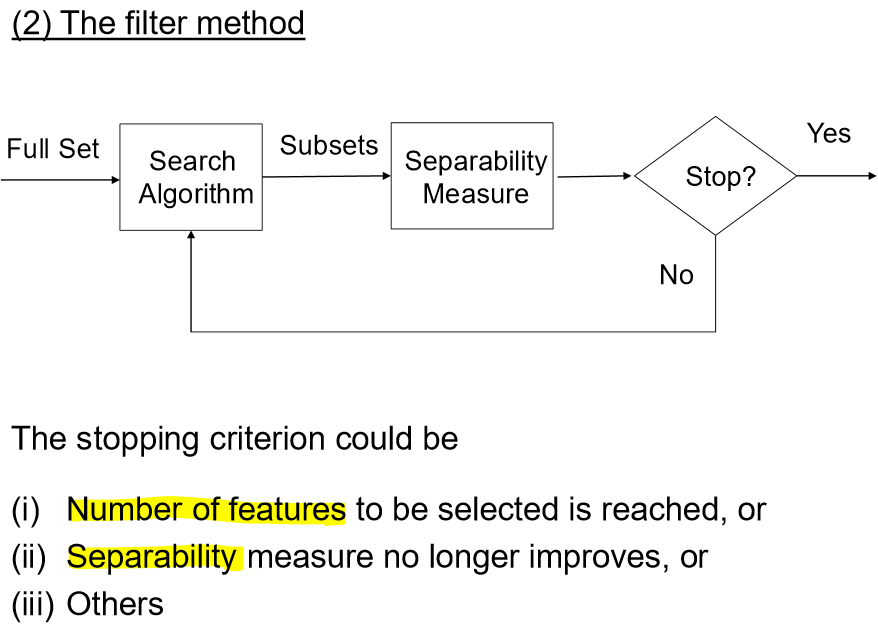 (2) The filter method
Full Set
Search
Algorithm
Subsets
Separability
Measure
Stop?
Yes
No
The stopping criterion could be
(i) Number of features to be selected is reached, or
(ii) Separability measure no longer improves, or
(iii) Others